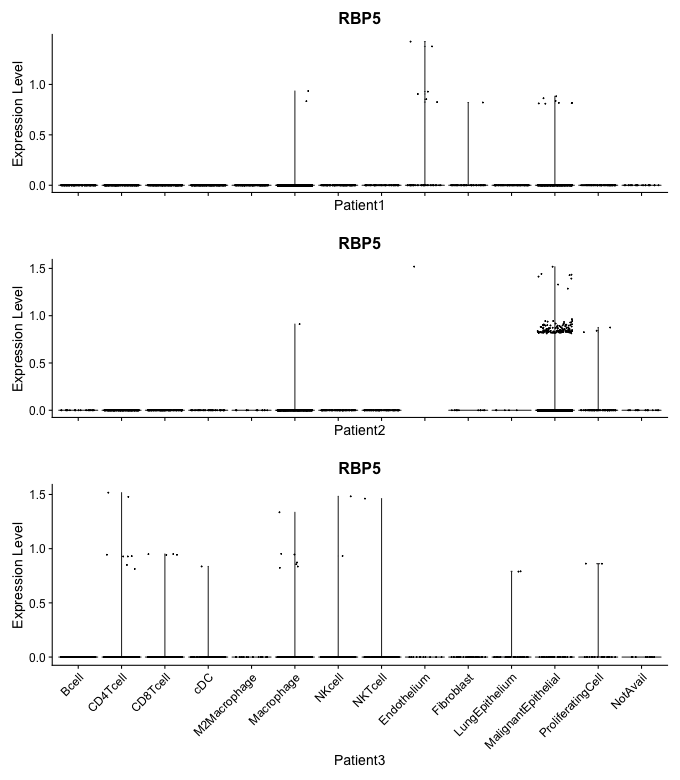 RBP5
Expression Level
1.0
0.5
0.0
Patient1
RBP5
Expression Level
1.5
1.0
0.5
0.0
Patient2
RBP5
Expression Level
1.5
1.0
0.5
0.0
Bcell
CD4Tcell
CD8Tcell
cDC
M2Macrophage
Macrophage
NKcell
NKTcell
Endothelium
Fibroblast
LungEpithelium
MalignantEpithelial
ProliferatingCell
NotAvail
Patient3